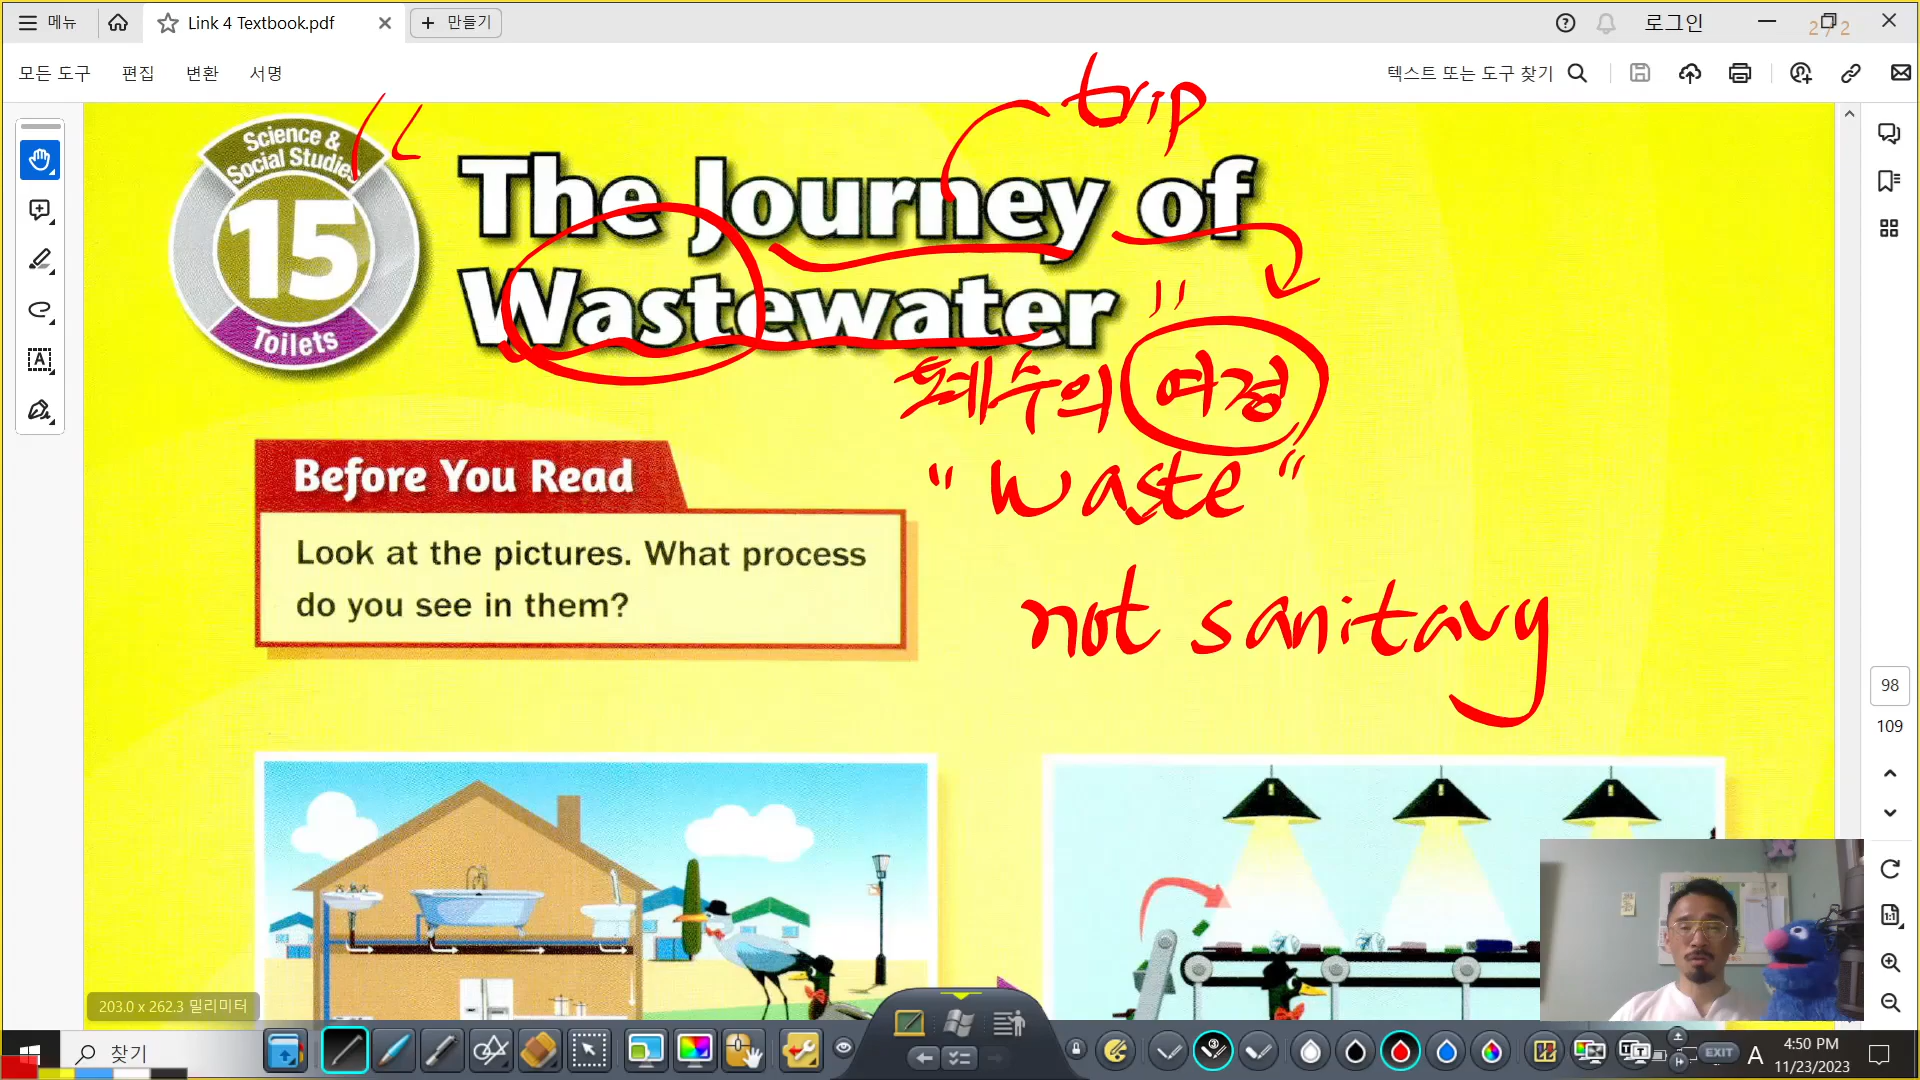 메뉴
Link 4 Textbook.pdf
만들기
로그인
2/2
모든 도구 편집 변환 서명
텍스트 또는 도구 찾기
trip
Science &
Social Studies
15
Toilets
The Journey of
Wastewater
폐수의 여정
"waste"
not sanitary
Before You Read
Look at the pictures. What process
do you see in them?
98
109
1:1
203.0 x 262.3 밀리미터
찾기
EXIT
A
4:50 PM
11/23/2023